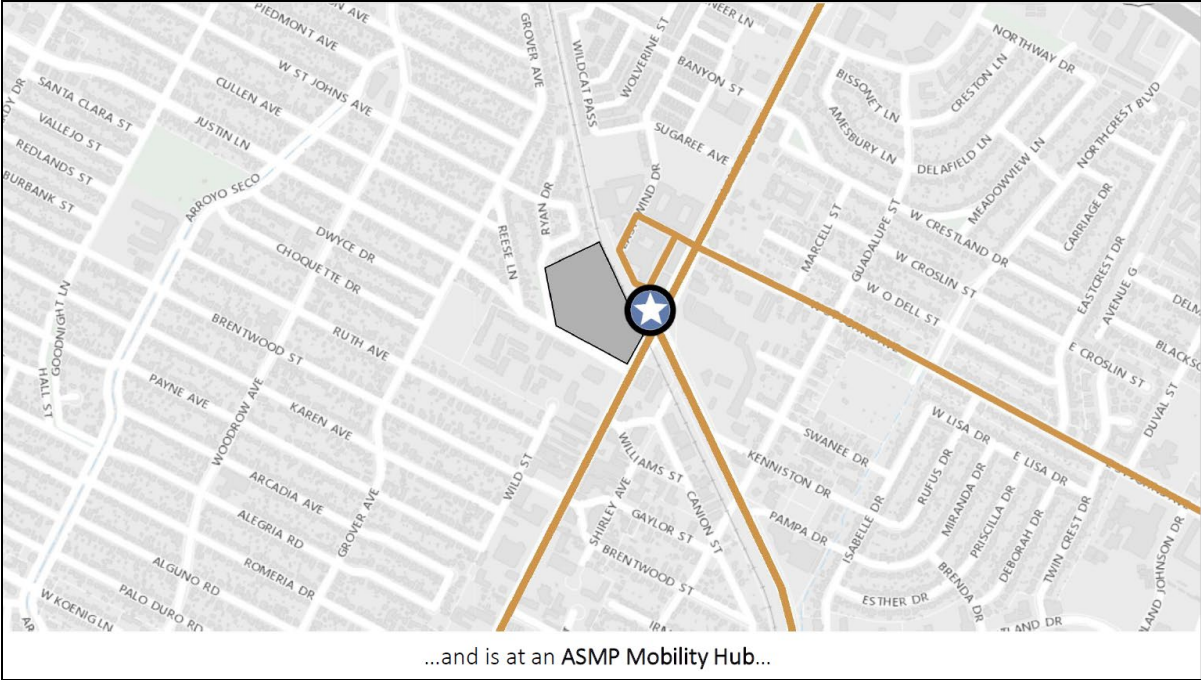 PIEDMONT AVE
W ST JOHNS AVE
CULLEN AVE
SANTA CLARA ST
JUSTIN LN
VALLEJO ST
REDLANDS ST
BURBANK ST
ARROYO SECO
GROVER AVE
WILDCAT PASS
WOLVERINE ST
BANYON ST
SUGAREE AVE
RYAN DR
REESE LN
DWYCE DR
CHOQUETTE DR
NORTHWAY DR
BISSONET LN
CRESTON LN
AMESBURY LN
DELAFIELD LN
NORTHCREST BLVD
MEADOWVIEW LN
CARRIAGE DR
MARCELL ST
GUADALUPE ST
W CRESTLAND DR
W CROSLIN ST
W O DELL ST
EASTCREST DR
AVENUE G
E CROSLIN ST
DUVAL ST
GOODNIGHT LN
HALL ST
BRENTWOOD ST
RUTH AVE
PAYNE AVE
WOODROW AVE
KAREN AVE
ARCADIA AVE
ALEGRIA RD
GROVER AVE
ROMERIA DR
ALGUNO RD
PALO DURO RD
W KOENIG LN
WILD ST
WILLIAMS ST
SHIRLEY AVE
GAYLOR ST
CANION ST
BRENTWOOD ST
KENNISTON DR
SWANEE DR
PAMPA DR
ISABELLE DR
W LISA DR
E LISA DR
RUFUS DR
MIRANDA DR
PRISCILLA DR
DEBORAH DR
TWIN CREST DR
BRENDA DR
ESTHER DR
...and is at an ASMP Mobility Hub...